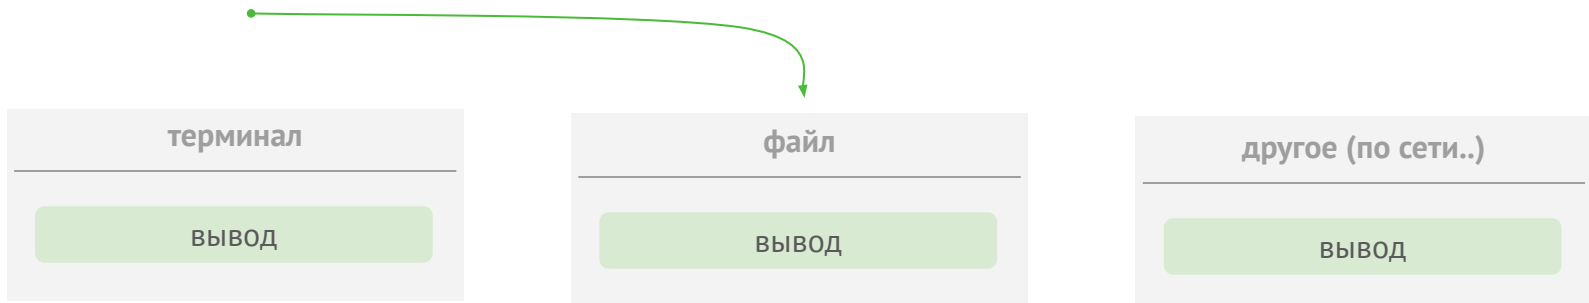 терминал
файл
другое (по сети..)
вывод
вывод
вывод